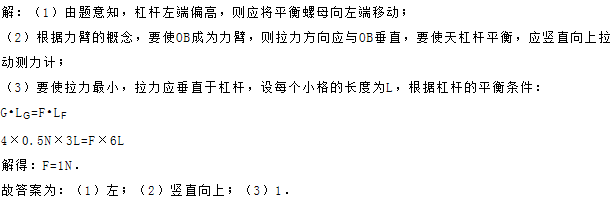 解：（1）由题意知，杠杆左端偏高，则应将平衡螺母向左端移动；
（2）根据力臂的概念，要使OB成为力臂，则拉力方向应与OB垂直，要使天杠杆平衡，应竖直向上拉
动测力计；
（3）要使拉力最小，拉力应垂直于杠杆，设每个小格的长度为L，根据杠杆的平衡条件：
G•LG=F•LF
4×0.5N×3L=F×6L
解得：F=1N．
故答案为：（1）左；（2）竖直向上；（3）1．